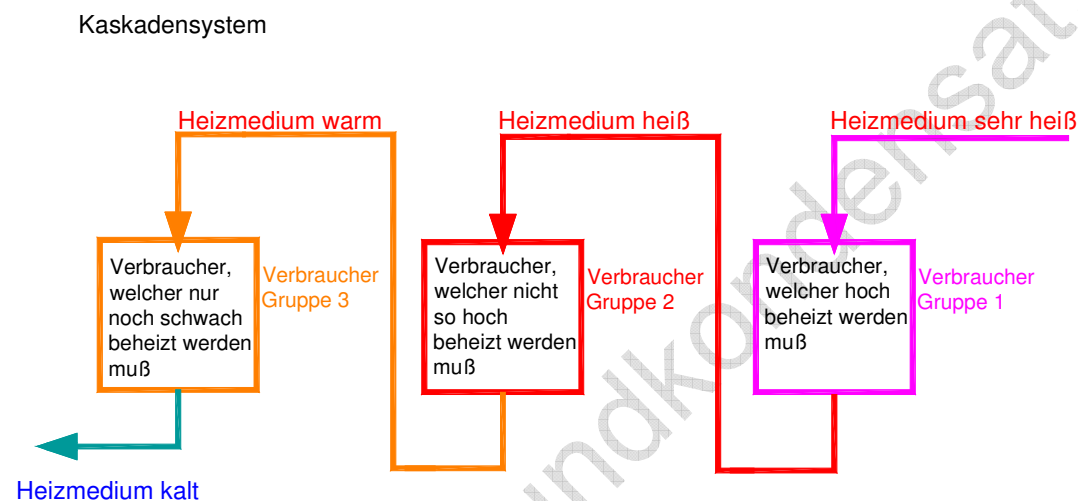 Kaskadensystem
Heizmedium warm
Heizmedium heiß
Heizmedium sehr heiß
Verbraucher,
welcher nur
noch schwach
beheizt werden
muß
Verbraucher
Gruppe 3
Verbraucher,
welcher nicht
so hoch
beheizt werden
muß
Verbraucher
Gruppe 2
Verbraucher,
welcher hoch
beheizt werden
muß
Verbraucher
Gruppe 1
Heizmedium kalt
undkondensat